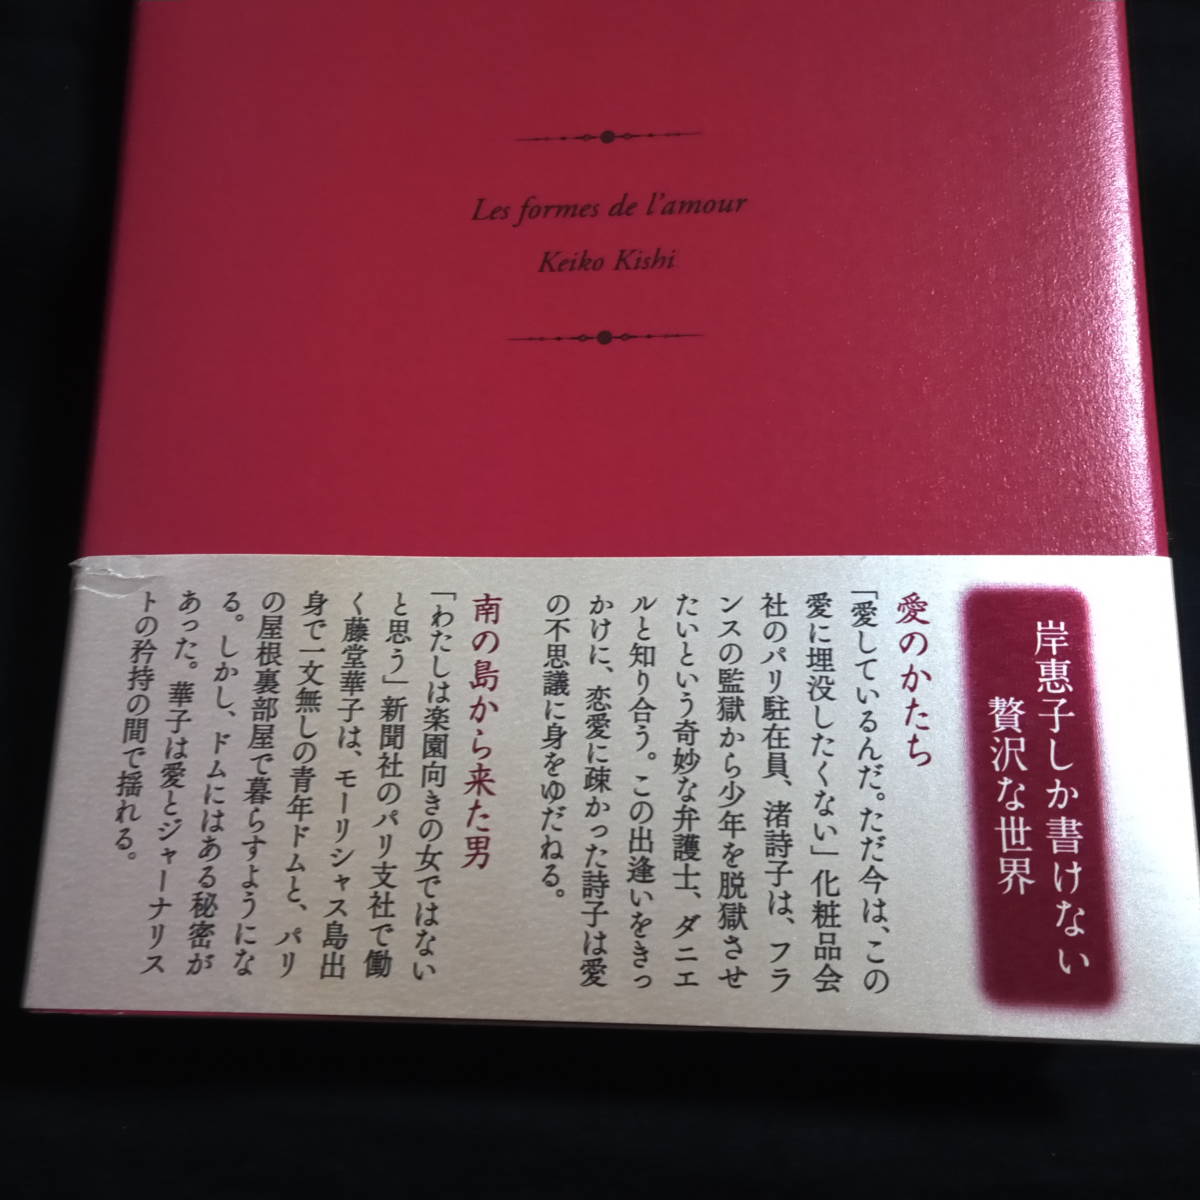 Les formes de l'amour
Keiko Kishi
岸惠子しか書けない
贅沢な世界
愛のかたち
「愛しているんだ。ただ今は、この
愛に埋没したくない」化粧品会
社のパリ駐在員、渚詩子は、フラ
ンスの監獄から少年を脱獄させ
たいという奇妙な弁護士、ダニエ
ルと知り合う。この出逢いをきっ
かけに、恋愛に疎かった詩子は愛
の不思議に身をゆだねる。
南の島から来た男
「わたしは楽園向きの女ではない
と思う」新聞社のパリ支社で働
く藤堂華子は、モーリシャス島出
身で一文無しの青年ドムと、パリ
の屋根裏部屋で暮らすようにな
る。しかし、ドムにはある秘密が
あった。華子は愛とジャーナリス
トの矜持の間で揺れる。